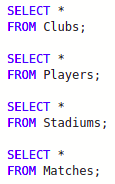 SELECT *
FROM Clubs;

SELECT *
FROM Players;

SELECT *
FROM Stadiums;

SELECT *
FROM Matches;